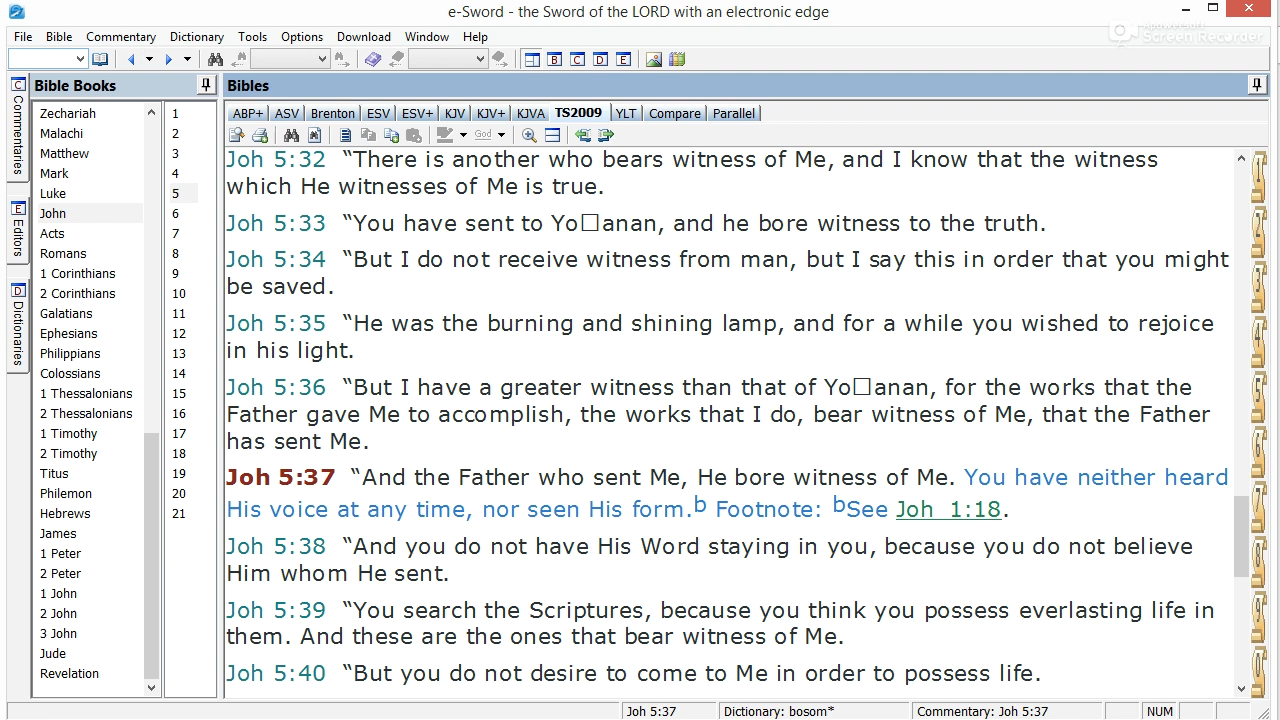 e-Sword - the Sword of the LORD with an electronic edge
File Bible Commentary Dictionary Tools Options Download Window Help
Screen Recorder
B C D E
Bible Books
Bibles
C Commentaries
E Editors
D Dictionaries
Zechariah
Malachi
Matthew
Mark
Luke
John
Acts
Romans
1 Corinthians
2 Corinthians
Galatians
Ephesians
Philippians
Colossians
1 Thessalonians
2 Thessalonians
1 Timothy
2 Timothy
Titus
Philemon
Hebrews
James
1 Peter
2 Peter
1 John
2 John
3 John
Jude
Revelation
1
2
3
4
5
6
7
8
9
10
11
12
13
14
15
16
17
18
19
20
21
ABP+ ASV Brenton ESV ESV+ KJV KJV+ KJVA TS2009 YLT Compare Parallel
God
Joh 5:32 “There is another who bears witness of Me, and I know that the witness
which He witnesses of Me is true.
Joh 5:33 “You have sent to Yo□anan, and he bore witness to the truth.
Joh 5:34 “But I do not receive witness from man, but I say this in order that you might
be saved.
Joh 5:35 “He was the burning and shining lamp, and for a while you wished to rejoice
in his light.
Joh 5:36 “But I have a greater witness than that of Yo□anan, for the works that the
Father gave Me to accomplish, the works that I do, bear witness of Me, that the Father
has sent Me.
Joh 5:37 “And the Father who sent Me, He bore witness of Me. You have neither heard
His voice at any time, nor seen His form.b Footnote: bSee Joh 1:18.
Joh 5:38 “And you do not have His Word staying in you, because you do not believe
Him whom He sent.
Joh 5:39 “You search the Scriptures, because you think you possess everlasting life in
them. And these are the ones that bear witness of Me.
Joh 5:40 “But you do not desire to come to Me in order to possess life.
1
2
3
4
5
6
7
8
9
0
Joh 5:37
Dictionary: bosom*
Commentary: Joh 5:37
NUM